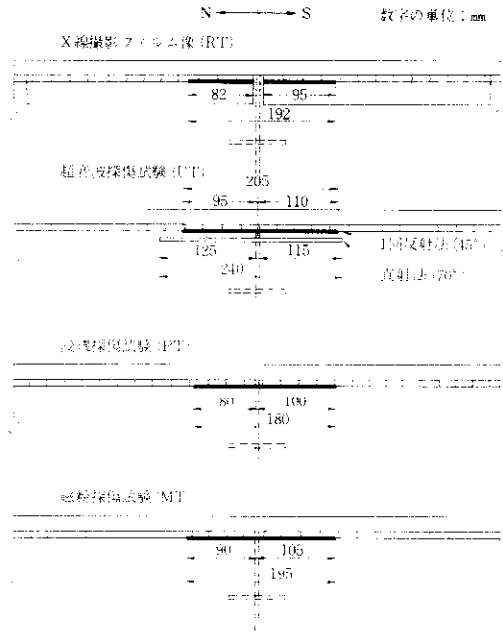 N S 数字の単位：mm
X線撮影フィルム像(RT)
82 95
192
超音波探傷試験(UT)
205
95 110
1回反射法(45°)
125 115
240 直射法(70°)
浸透探傷試験(PT)
80 100
180
磁粉探傷試験(MT)
90 105
195